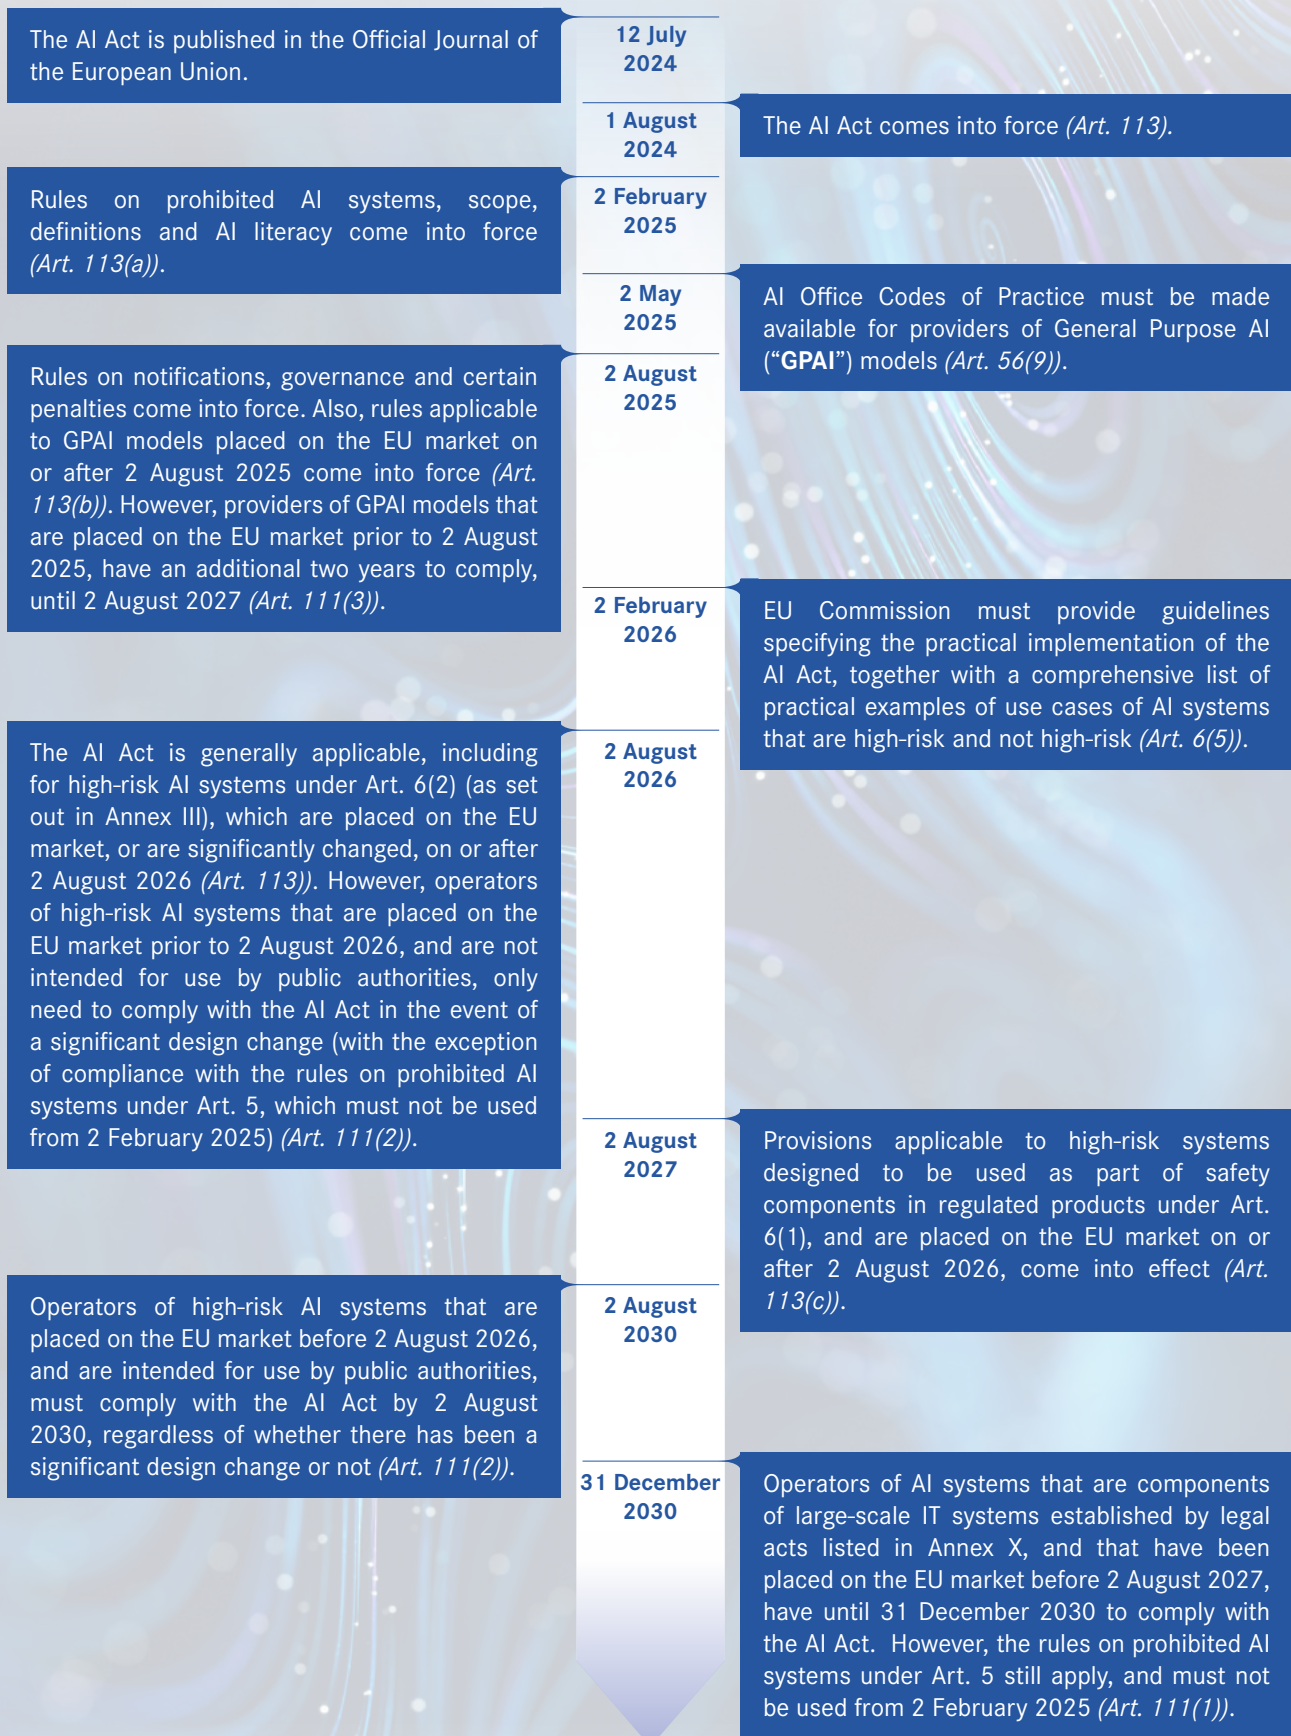 The AI Act is published in the Official Journal of
the European Union.
12 July
2024
1 August
2024
The AI Act comes into force (Art. 113).
Rules on prohibited AI systems, scope,
definitions and AI literacy come into force
(Art. 113(a)).
2 February
2025
2 May
2025
AI Office Codes of Practice must be made
available for providers of General Purpose AI
(“GPAI”) models (Art. 56(9)).
Rules on notifications, governance and certain
penalties come into force. Also, rules applicable
to GPAI models placed on the EU market on
or after 2 August 2025 come into force (Art.
113(b)). However, providers of GPAI models that
are placed on the EU market prior to 2 August
2025, have an additional two years to comply,
until 2 August 2027 (Art. 111(3)).
2 August
2025
2 February
2026
EU Commission must provide guidelines
specifying the practical implementation of the
AI Act, together with a comprehensive list of
practical examples of use cases of AI systems
that are high-risk and not high-risk (Art. 6(5)).
The AI Act is generally applicable, including
for high-risk AI systems under Art. 6(2) (as set
out in Annex III), which are placed on the EU
market, or are significantly changed, on or after
2 August 2026 (Art. 113)). However, operators
of high-risk AI systems that are placed on the
EU market prior to 2 August 2026, and are not
intended for use by public authorities, only
need to comply with the AI Act in the event of
a significant design change (with the exception
of compliance with the rules on prohibited AI
systems under Art. 5, which must not be used
from 2 February 2025) (Art. 111(2)).
2 August
2026
2 August
2027
Provisions applicable to high-risk systems
designed to be used as part of safety
components in regulated products under Art.
6(1), and are placed on the EU market on or
after 2 August 2026, come into effect (Art.
113(c)).
Operators of high-risk AI systems that are
placed on the EU market before 2 August 2026,
and are intended for use by public authorities,
must comply with the AI Act by 2 August
2030, regardless of whether there has been a
significant design change or not (Art. 111(2)).
2 August
2030
31 December
2030
Operators of AI systems that are components
of large-scale IT systems established by legal
acts listed in Annex X, and that have been
placed on the EU market before 2 August 2027,
have until 31 December 2030 to comply with
the AI Act. However, the rules on prohibited AI
systems under Art. 5 still apply, and must not
be used from 2 February 2025 (Art. 111(1)).